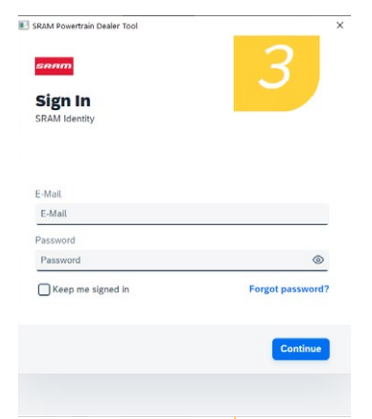 SRAM Powertrain Dealer Tool
SRAM
3
Sign In
SRAM Identity
E-Mail
E-Mail
Password
Password
Keep me signed in
Forgot password?
Continue